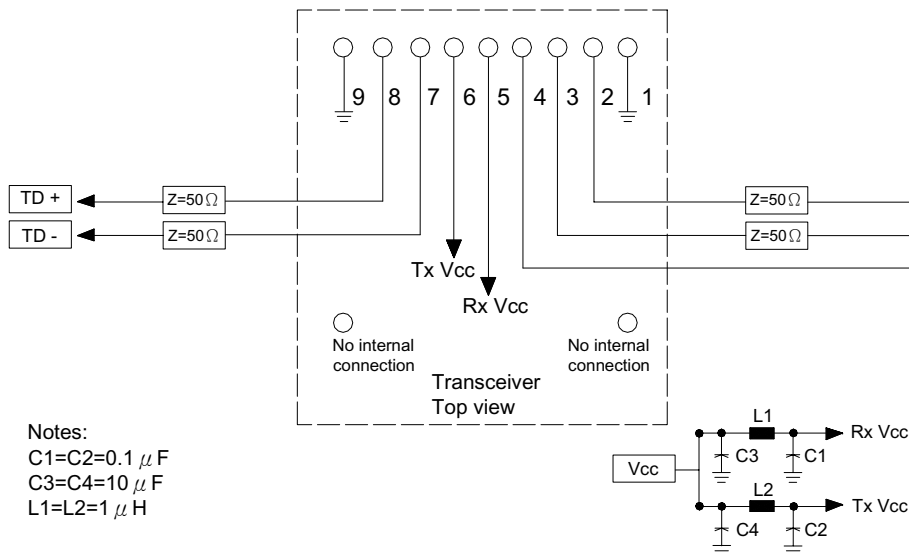 9 8 7 6 5 4 3 2 1
TD + Z=50Ω Z=50Ω
TD - Z=50Ω Z=50Ω
Tx Vcc
Rx Vcc
No internal
connection
No internal
connection
Transceiver
Top view
Notes:
C1=C2=0.1 μF
C3=C4=10 μF
L1=L2=1 μH
L1
Rx Vcc
C3 C1
Vcc
L2
Tx Vcc
C4 C2